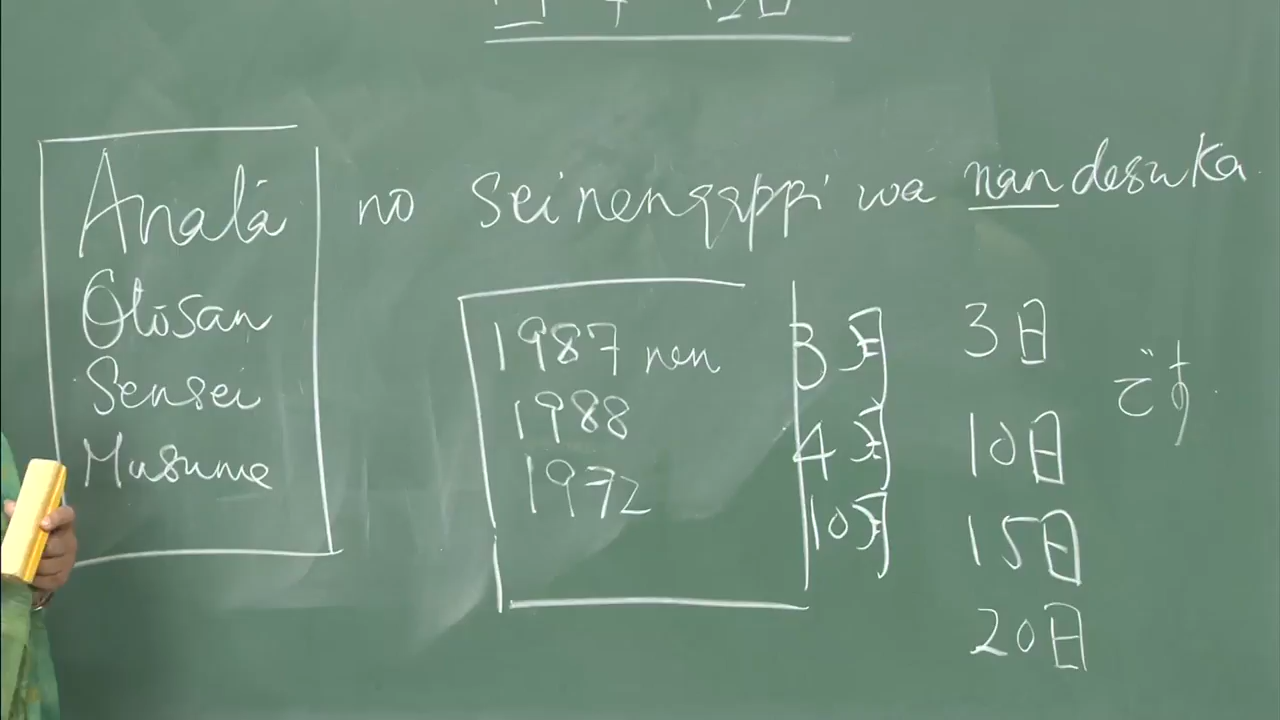 Anata no seinengappi wa nan desuka
Otōsan
Sensei
Musume
1987 nen 3月 3日 です.
1988 4月 10日
1972 10月 15日
20日